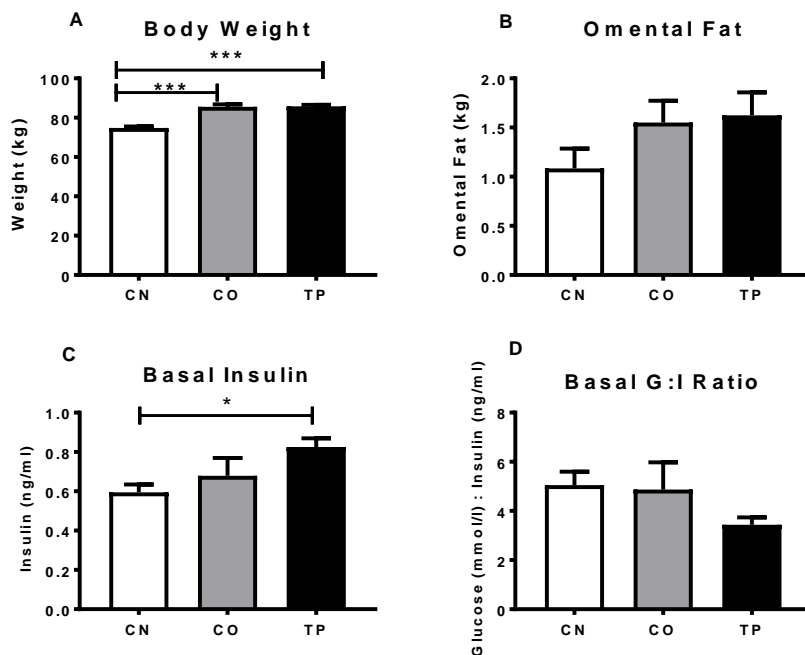 A
Body Weight
***
***
Weight (kg)
100
80
60
40
20
0
CN CO TP
B
Omental Fat
Omental Fat (kg)
2.0
1.5
1.0
0.5
0.0
CN CO TP
C
Basal Insulin
*
Insulin (ng/ml)
1.0
0.8
0.6
0.4
0.2
0.0
CN CO TP
D
Basal G:I Ratio
Glucose (mmol/l) : Insulin (ng/ml)
8
6
4
2
0
CN CO TP